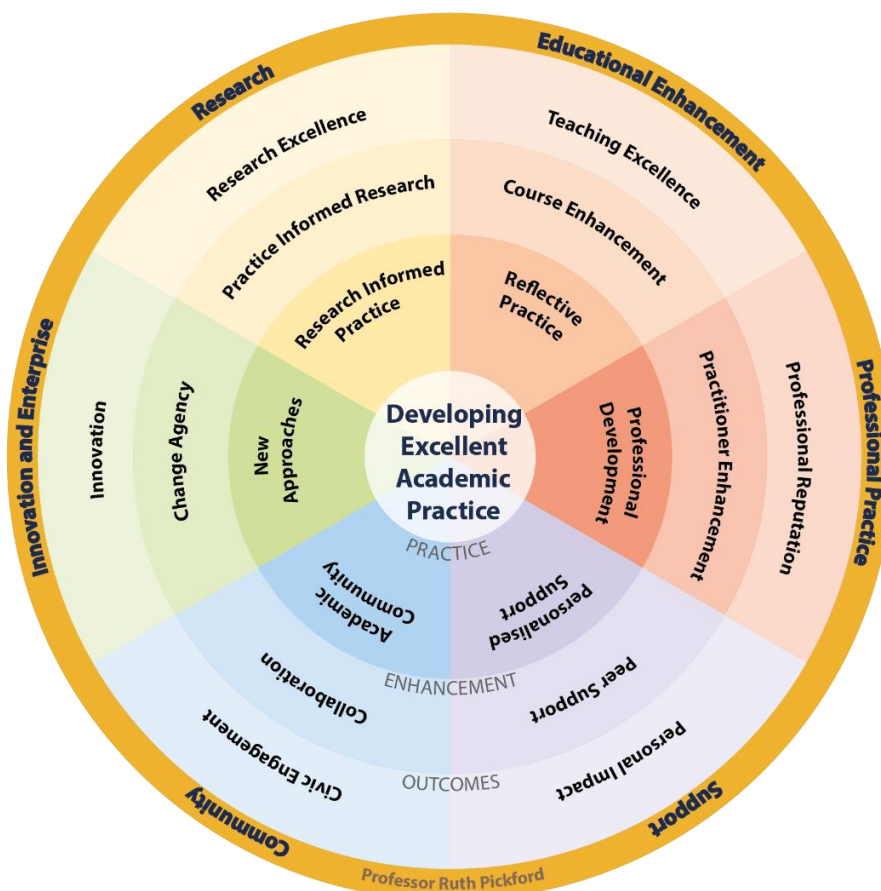 Research
Educational Enhancement
Research Excellence
Teaching Excellence
Practice Informed Research
Course Enhancement
Research Informed
Practice
Reflective
Practice
Innovation and Enterprise
Innovation
Change Agency
New
Approaches
Developing
Excellent
Academic
Practice
Professional
Development
Practitioner Enhancement
Professional Reputation
Professional Practice
PRACTICE
Academic
Community
Personalised
Support
ENHANCEMENT
Collaboration
Peer Support
OUTCOMES
Civic Engagement
Personal Impact
Community
Support
Professor Ruth Pickford